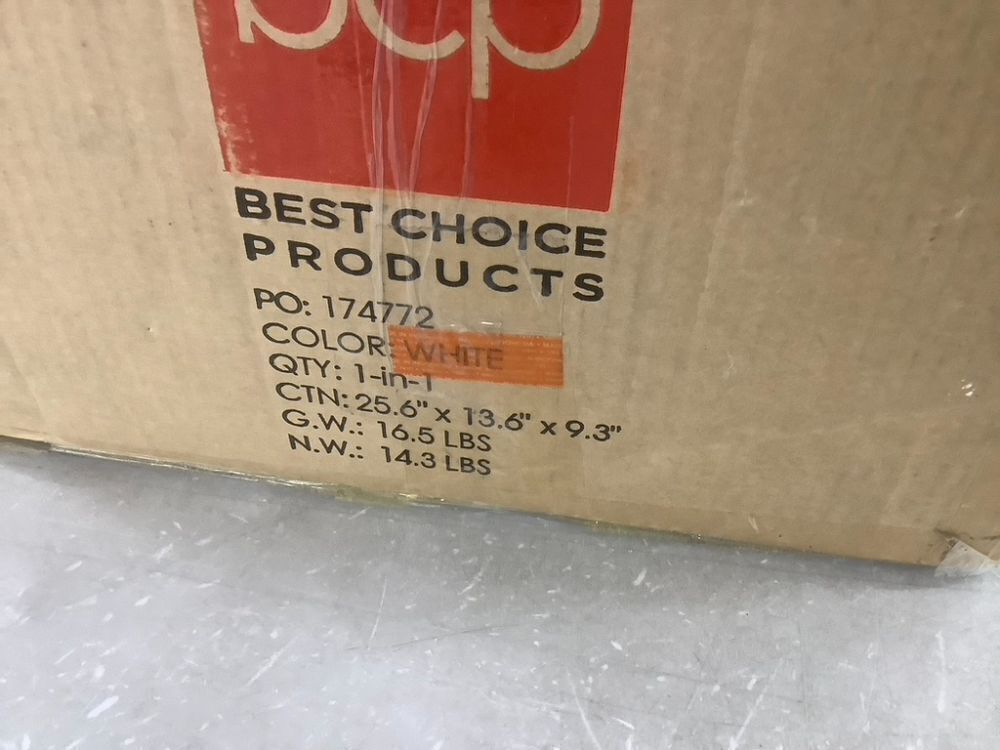 bcp
BEST CHOICE
PRODUCTS
PO: 174772
COLOR: WHITE
QTY: 1-in-1
CTN: 25.6" x 13.6" x 9.3"
G.W.: 16.5 LBS
N.W.: 14.3 LBS